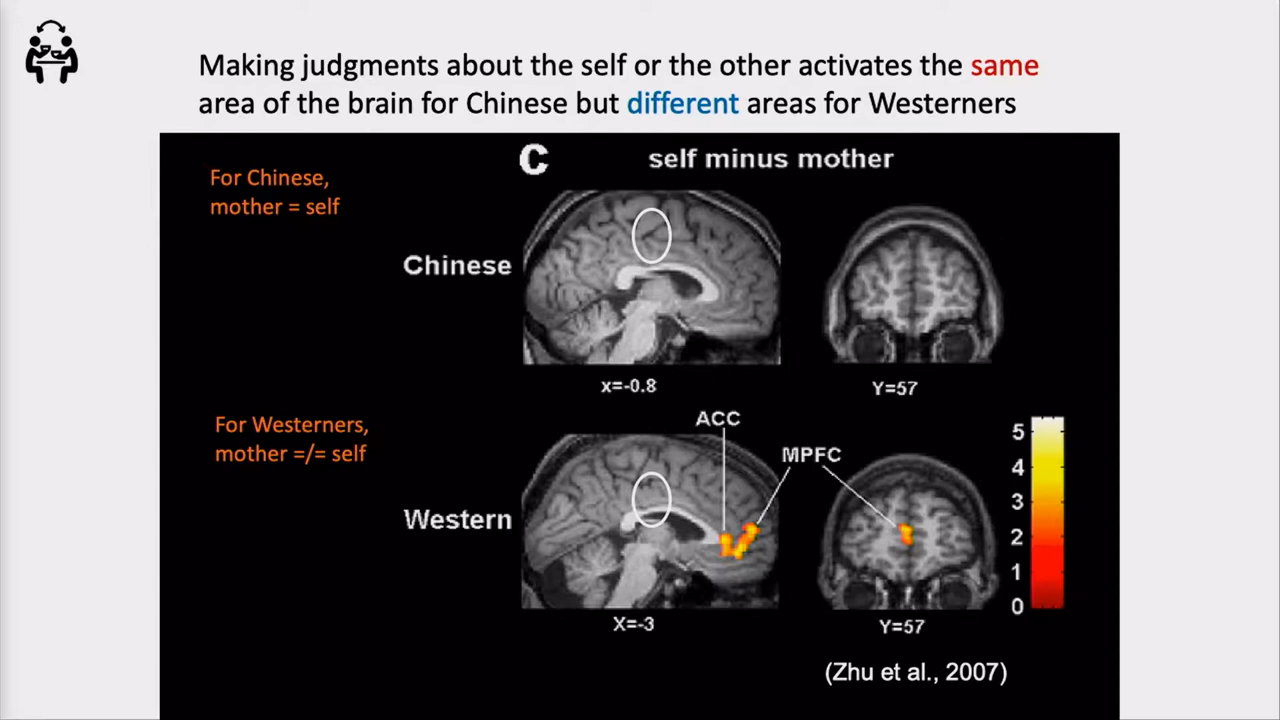 Making judgments about the self or the other activates the same
area of the brain for Chinese but different areas for Westerners
C self minus mother
For Chinese,
mother = self
Chinese
x=-0.8
Y=57
For Westerners,
mother =/= self
ACC
MPFC
Western
5
4
3
2
1
0
X=-3
Y=57
(Zhu et al., 2007)